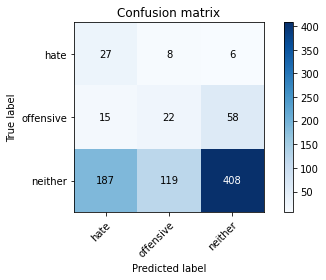 Confusion matrix
hate 27 8 6
offensive 15 22 58
neither 187 119 408
hate offensive neither
True label
Predicted label
400
350
300
250
200
150
100
50